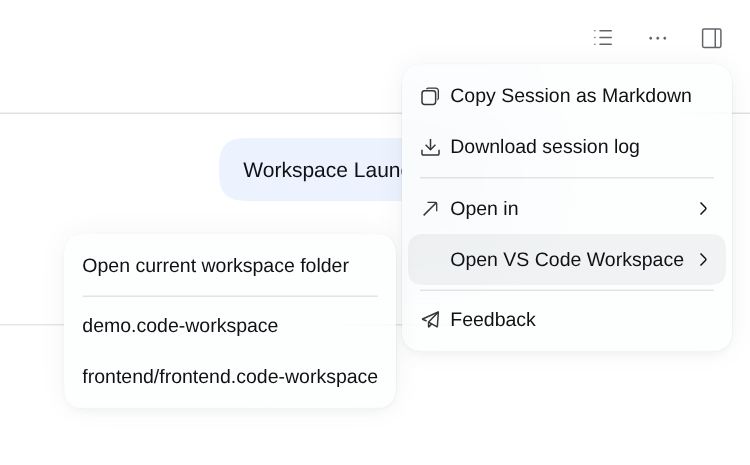 Copy Session as Markdown
Download session log
Workspace
Open in
Open VS Code Workspace
Open current workspace folder
demo.code-workspace
Feedback
frontend/frontend.code-workspace